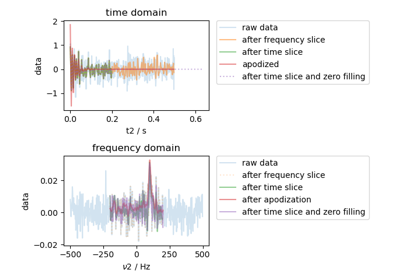 time domain
2
1
0
−1
data
0.0
0.2
0.4
0.6
t2 / s
raw data
after frequency slice
after time slice
apodized
after time slice and zero filling
frequency domain
0.02
0.00
−0.02
data
−500
−250
0
250
500
ν2 / Hz
raw data
after frequency slice
after time slice
after apodization
after time slice and zero filling